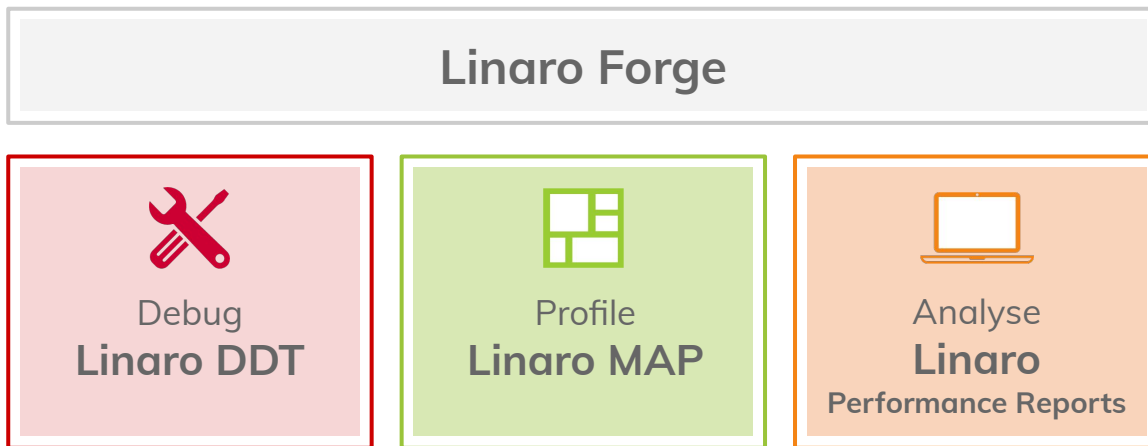 Linaro Forge
Debug
Linaro DDT
Profile
Linaro MAP
Analyse
Linaro
Performance Reports